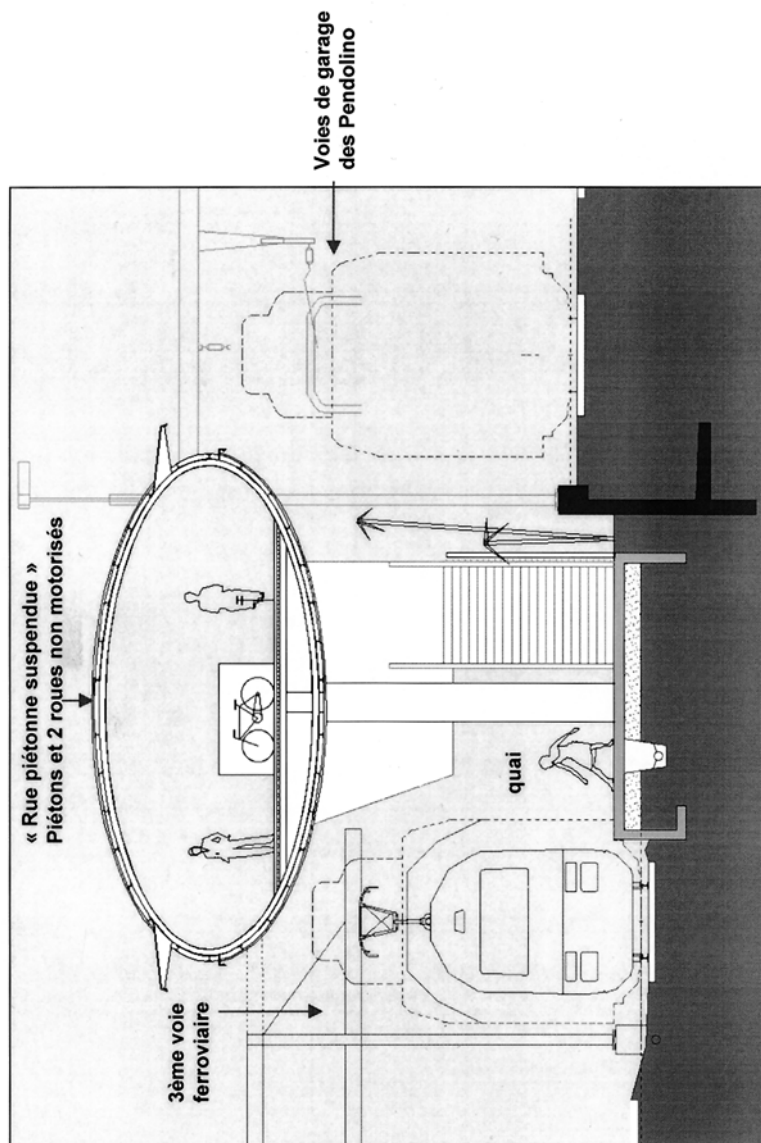 « Rue piétonne suspendue »
Piétons et 2 roues non motorisés
3ème voie
ferroviaire
quai
Voies de garage
des Pendolino